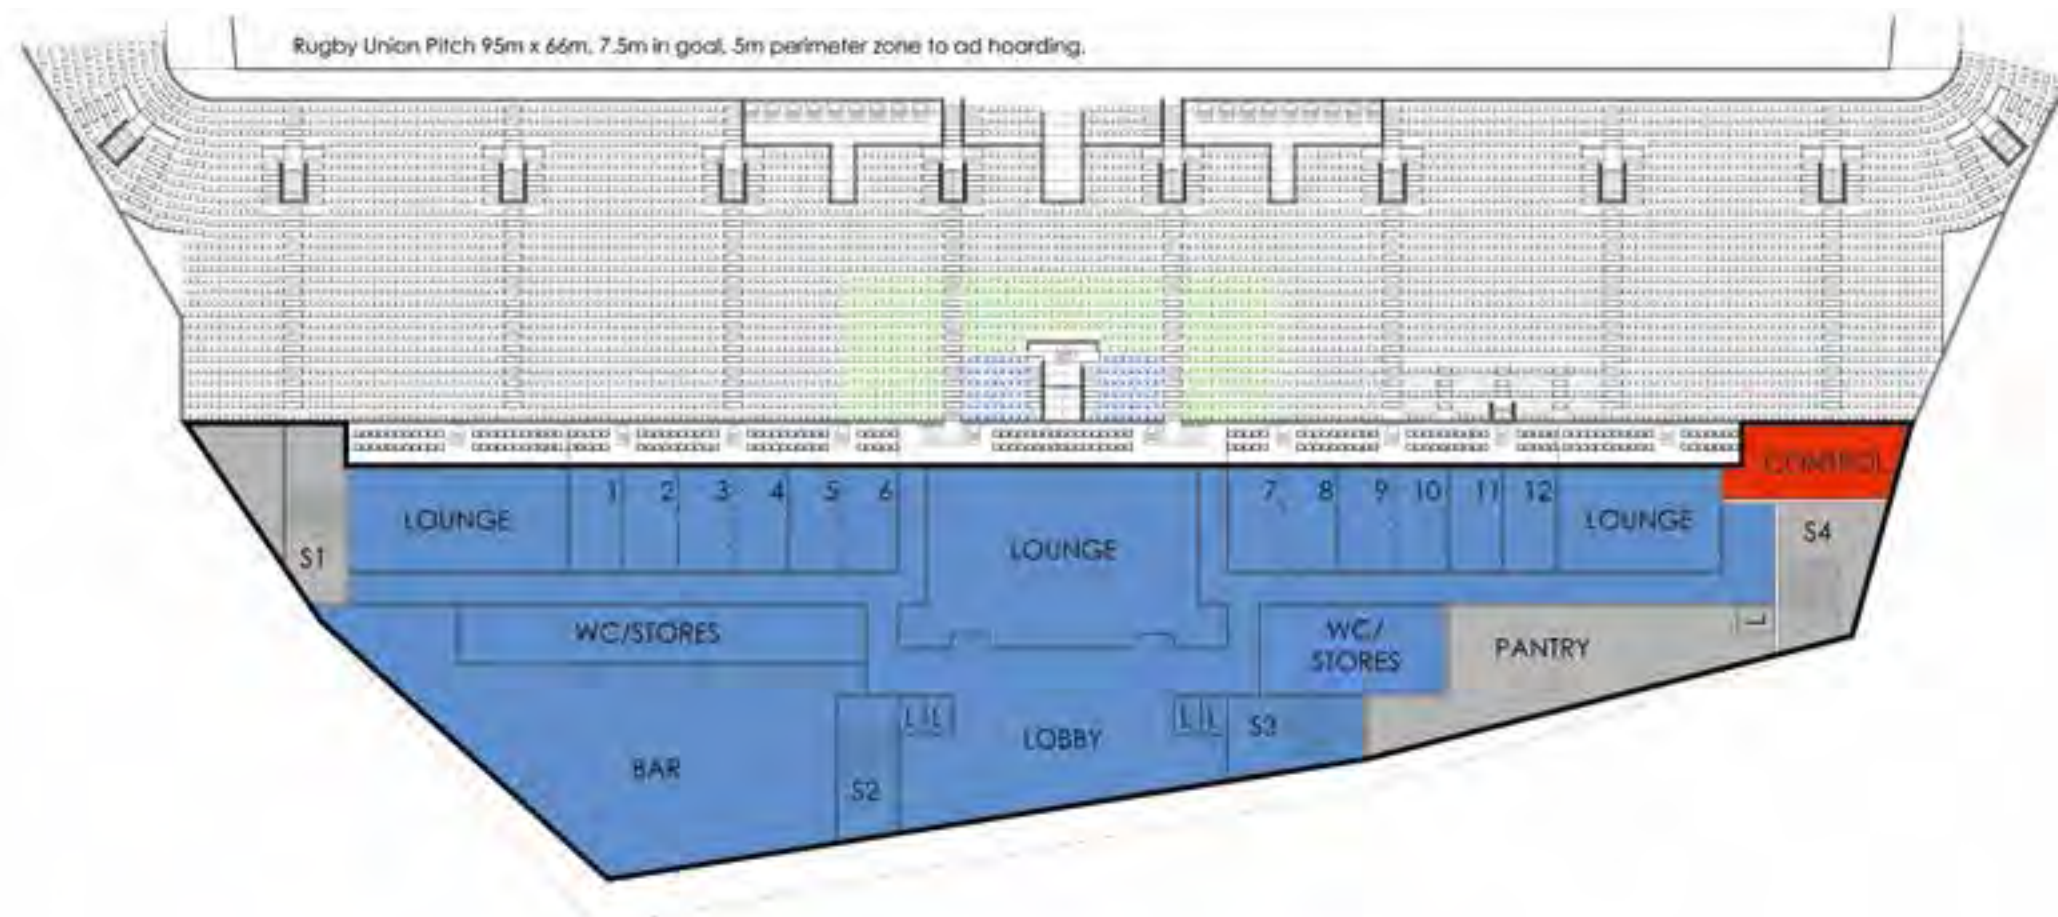 Rugby Union Pitch 95m x 66m, 7.5m in goal, 5m perimeter zone to ad hoarding.
CONTROL
1 2 3 4 5 6
7 8 9 10 11 12
LOUNGE
LOUNGE
LOUNGE
S1
S4
WC/STORES
WC/
STORES
PANTRY
L
L L
L L
S3
LOBBY
BAR
S2